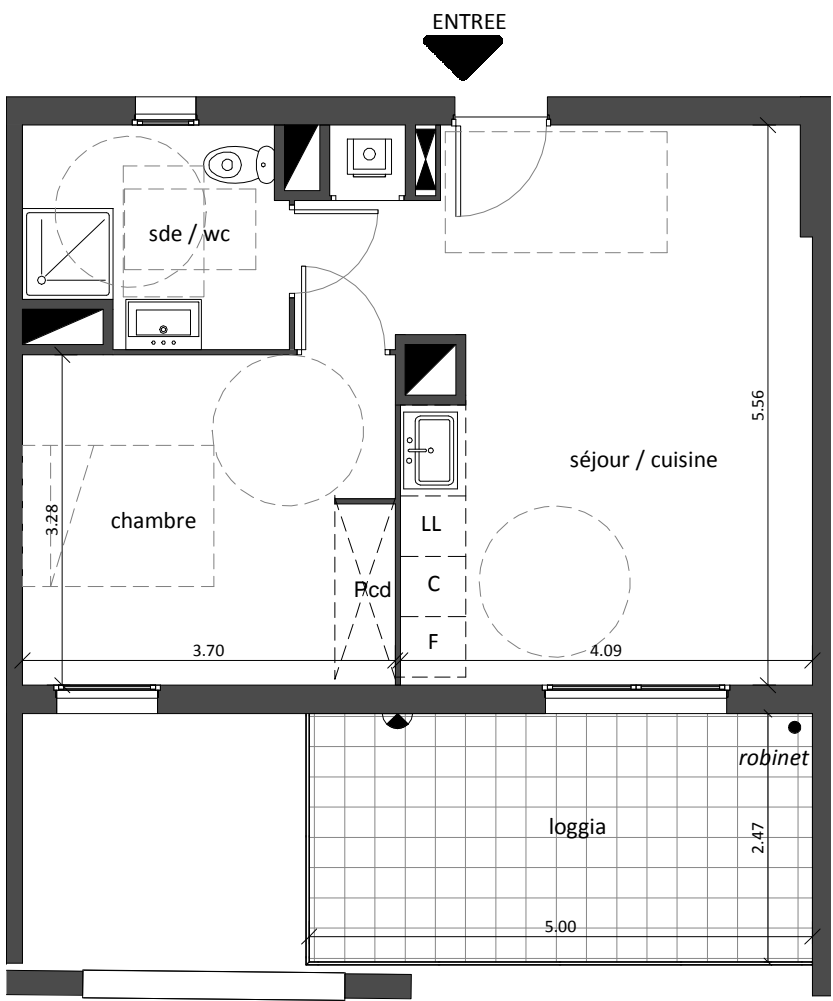 ENTREE
sde / wc
5.56
séjour / cuisine
3.28
chambre
LL
Pcd
C
F
3.70
4.09
robinet
loggia
2.47
5.00